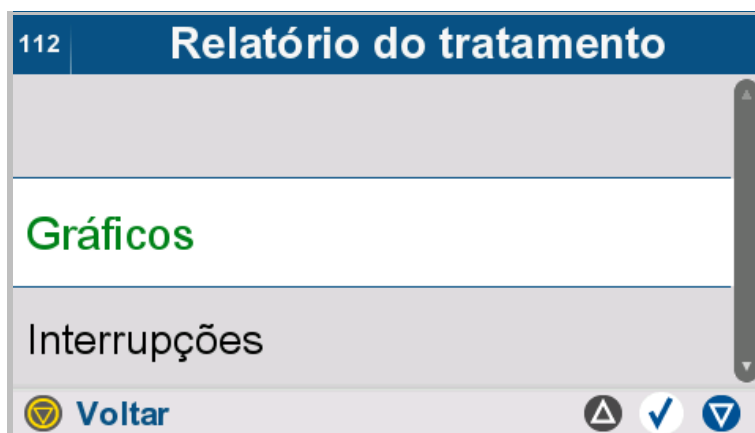 112
Relatório do tratamento
Gráficos
Interrupções
Voltar